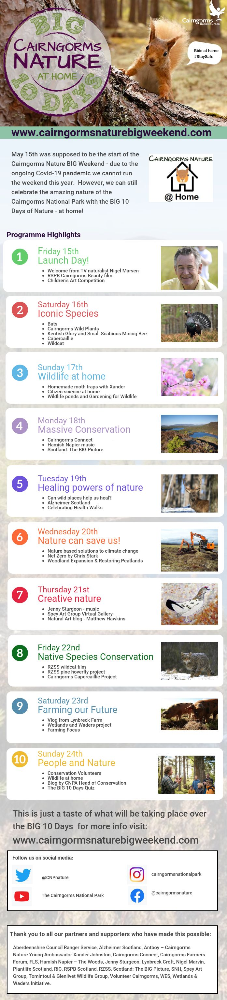 BIG
CAIRNGORMS
NATURE
AT HOME
10 DAYS
Cairngorms
NATIONAL PARK
Bide at hame
#StaySafe
www.cairngormsnaturebigweekend.com
May 15th was supposed to be the start of the
Cairngorms Nature BIG Weekend - due to the
ongoing Covid-19 pandemic we cannot run
the weekend this year. However, we can still
celebrate the amazing nature of the
Cairngorms National Park with the BIG 10
Days of Nature - at home!
CAIRNGORMS NATURE
@ Home
Programme Highlights
1
Friday 15th
Launch Day!
• Welcome from TV naturalist Nigel Marven
• RSPB Cairngorms Beauty film
• Children's Art Competition
2
Saturday 16th
Iconic Species
• Bats
• Cairngorms Wild Plants
• Kentish Glory and Small Scabious Mining Bee
• Capercaillie
• Wildcat
3
Sunday 17th
Wildlife at home
• Homemade moth traps with Xander
• Citizen science at home
• Wildlife ponds and Gardening for Wildlife
4
Monday 18th
Massive Conservation
• Cairngorms Connect
• Hamish Napier music
• Scotland: The BIG Picture
5
Tuesday 19th
Healing powers of nature
• Can wild places help us heal?
• Alzheimer Scotland
• Celebrating Health Walks
6
Wednesday 20th
Nature can save us!
• Nature based solutions to climate change
• Net Zero by Chris Stark
• Woodland Expansion & Restoring Peatlands
7
Thursday 21st
Creative nature
• Jenny Sturgeon - music
• Spey Art Group Virtual Gallery
• Natural Art blog - Matthew Hawkins
8
Friday 22nd
Native Species Conservation
• RZSS wildcat film
• RZSS pine hoverfly project
• Cairngorms Capercaillie Project
©Peter Cairns
9
Saturday 23rd
Farming our Future
• Vlog from Lynbreck Farm
• Wetlands and Waders project
• Farming Focus
10
Sunday 24th
People and Nature
• Conservation Volunteers
• Wildlife at home
• Blog by CNPA Head of Conservation
• The BIG 10 Days Quiz
This is just a taste of what will be taking place over
the BIG 10 Days for more info visit:
www.cairngormsnaturebigweekend.com
Follow us on social media:
@CNPnature
cairngormsnationalpark
The Cairngorms National Park
@cairngormsnature
Thank you to all our partners and supporters who have made this possible:
Aberdeenshire Council Ranger Service, Alzheimer Scotland, Antboy – Cairngorms
Nature Young Ambassador Xander Johnston, Cairngorms Connect, Cairngorms Farmers
Forum, FLS, Hamish Napier – The Woods, Jenny Sturgeon, Lynbreck Croft, Nigel Marvin,
Plantlife Scotland, RIC, RSPB Scotland, RZSS, Scotland: The BIG Picture, SNH, Spey Art
Group, Tomintoul & Glenlivet Wildlife Group, Volunteer Cairngorms, WES, Wetlands &
Waders Initiative.